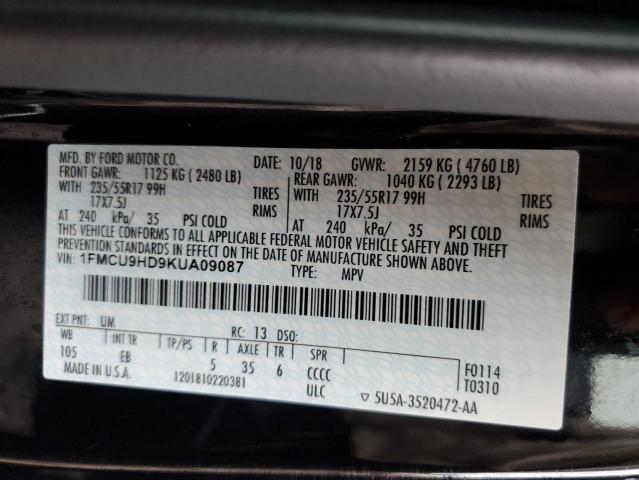 MFD. BY FORD MOTOR CO. DATE: 10/18 GVWR: 2159 KG ( 4760 LB)
FRONT GAWR: 1125 KG ( 2480 LB) REAR GAWR: 1040 KG ( 2293 LB)
WITH 235/55R17 99H TIRES WITH 235/55R17 99H TIRES
17X7.5J RIMS 17X7.5J RIMS
AT 240 kPa/ 35 PSI COLD AT 240 kPa/ 35 PSI COLD
THIS VEHICLE CONFORMS TO ALL APPLICABLE FEDERAL MOTOR VEHICLE SAFETY AND THEFT
PREVENTION STANDARDS IN EFFECT ON THE DATE OF MANUFACTURE SHOWN ABOVE.
VIN: 1FMCU9HD9KUA09087 TYPE: MPV
EXT PNT: UM RC: 13 DSO:
WB INT TR TP/PS R AXLE TR SPR F0114
105 EB 5 35 6 CCCC T0310
MADE IN U.S.A. 1201810220381 ULC ▽ 5U5A-3520472-AA